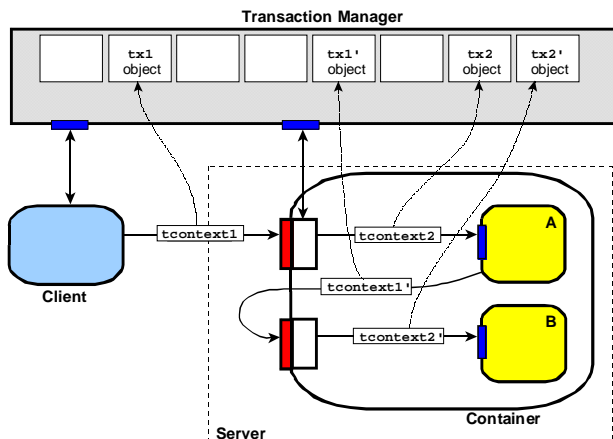 Transaction Manager
tx1
object
tx1'
object
tx2
object
tx2'
object
tcontext1
tcontext2
A
Client
tcontext1'
tcontext2'
B
Container
Server